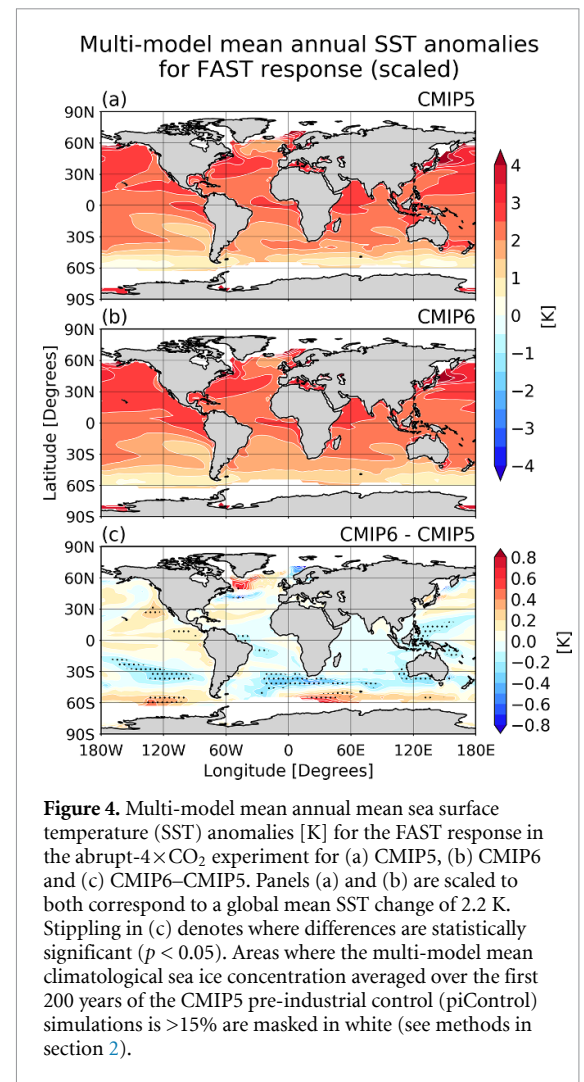 Multi-model mean annual SST anomalies
for FAST response (scaled)
(a) CMIP5
90N
60N
30N
0
30S
60S
90S
(b) CMIP6
90N
60N
30N
0
30S
60S
90S
Latitude [Degrees]
4
3
2
1
0
−1
−2
−3
−4
[K]
(c) CMIP6 - CMIP5
90N
60N
30N
0
30S
60S
90S
0.8
0.6
0.4
0.2
0.0
−0.2
−0.4
−0.6
−0.8
[K]
180W 120W 60W 0 60E 120E 180E
Longitude [Degrees]
Figure 4. Multi-model mean annual mean sea surface
temperature (SST) anomalies [K] for the FAST response in
the abrupt-4×CO₂ experiment for (a) CMIP5, (b) CMIP6
and (c) CMIP6–CMIP5. Panels (a) and (b) are scaled to
both correspond to a global mean SST change of 2.2 K.
Stippling in (c) denotes where differences are statistically
significant (p < 0.05). Areas where the multi-model mean
climatological sea ice concentration averaged over the first
200 years of the CMIP5 pre-industrial control (piControl)
simulations is >15% are masked in white (see methods in
section 2).